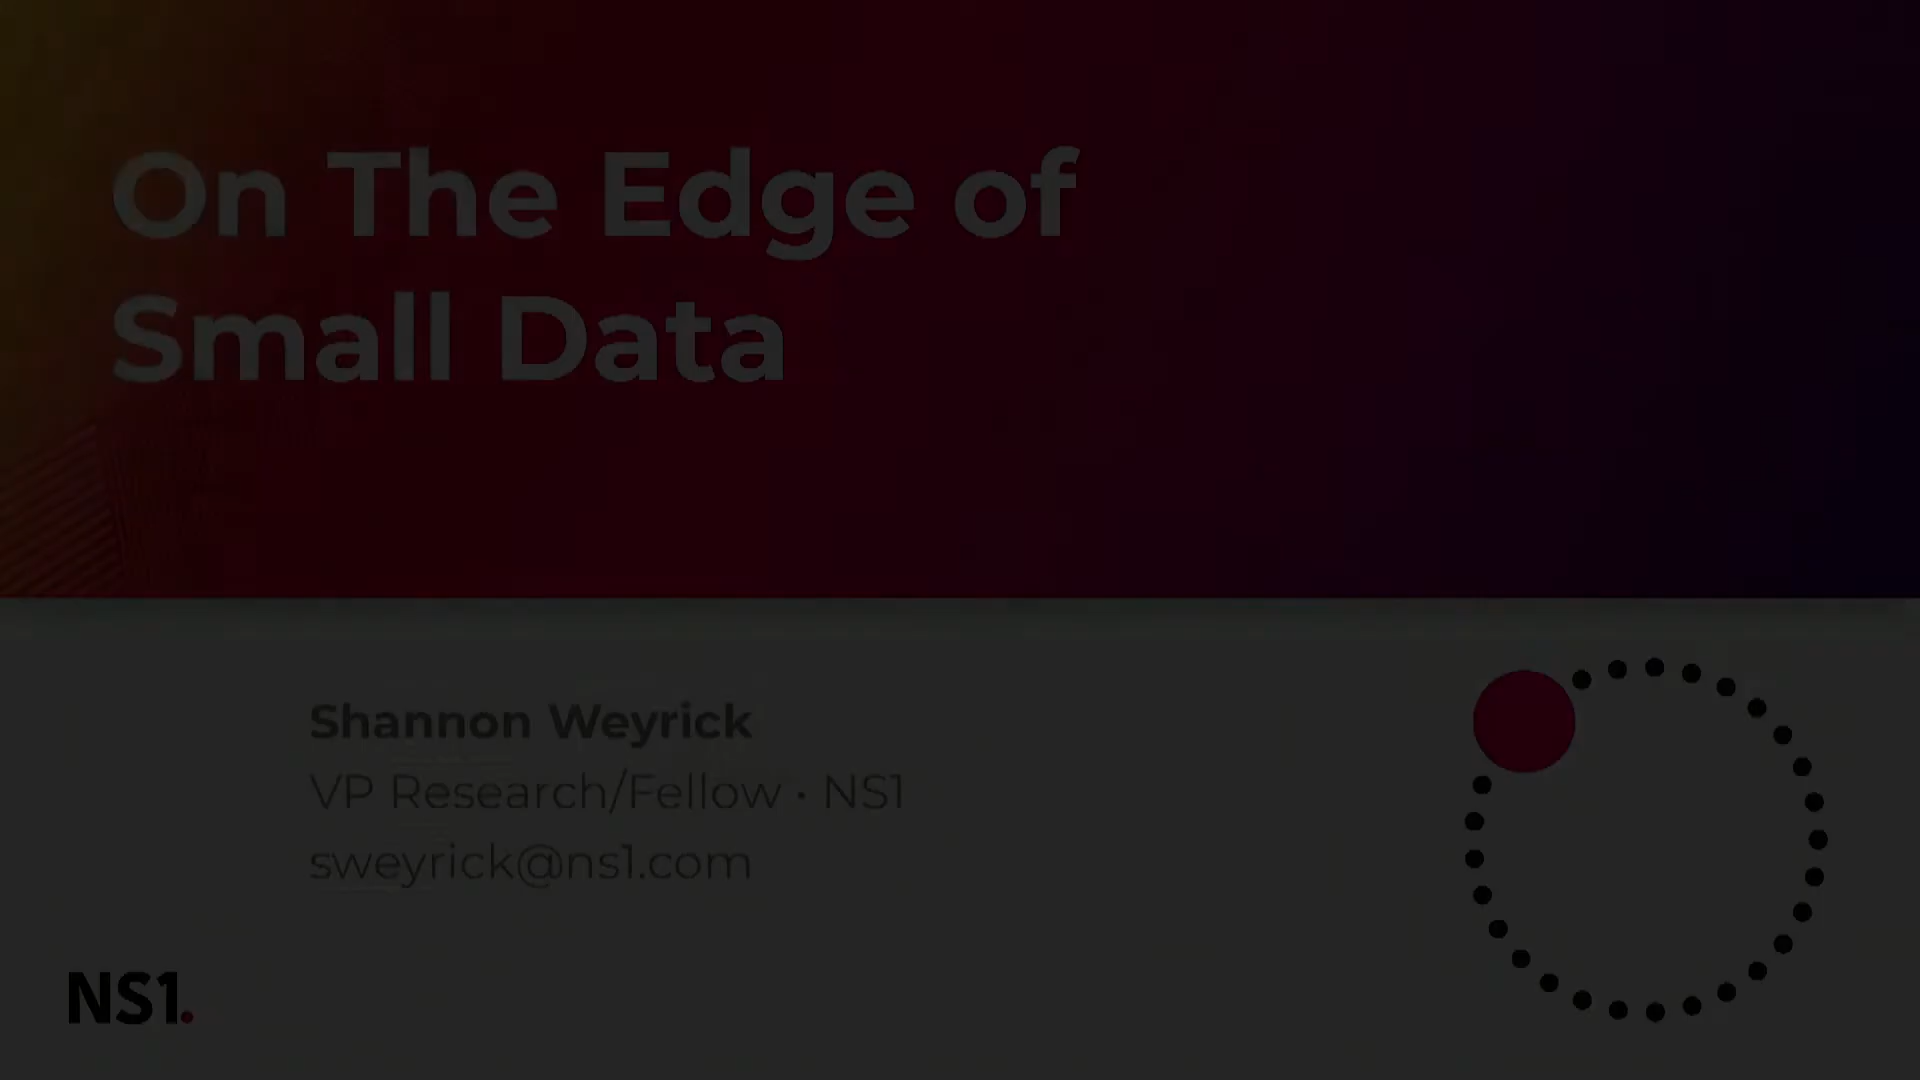 On The Edge of
Small Data
Shannon Weyrick
VP Research/Fellow • NS1
sweyrick@ns1.com
NS1.